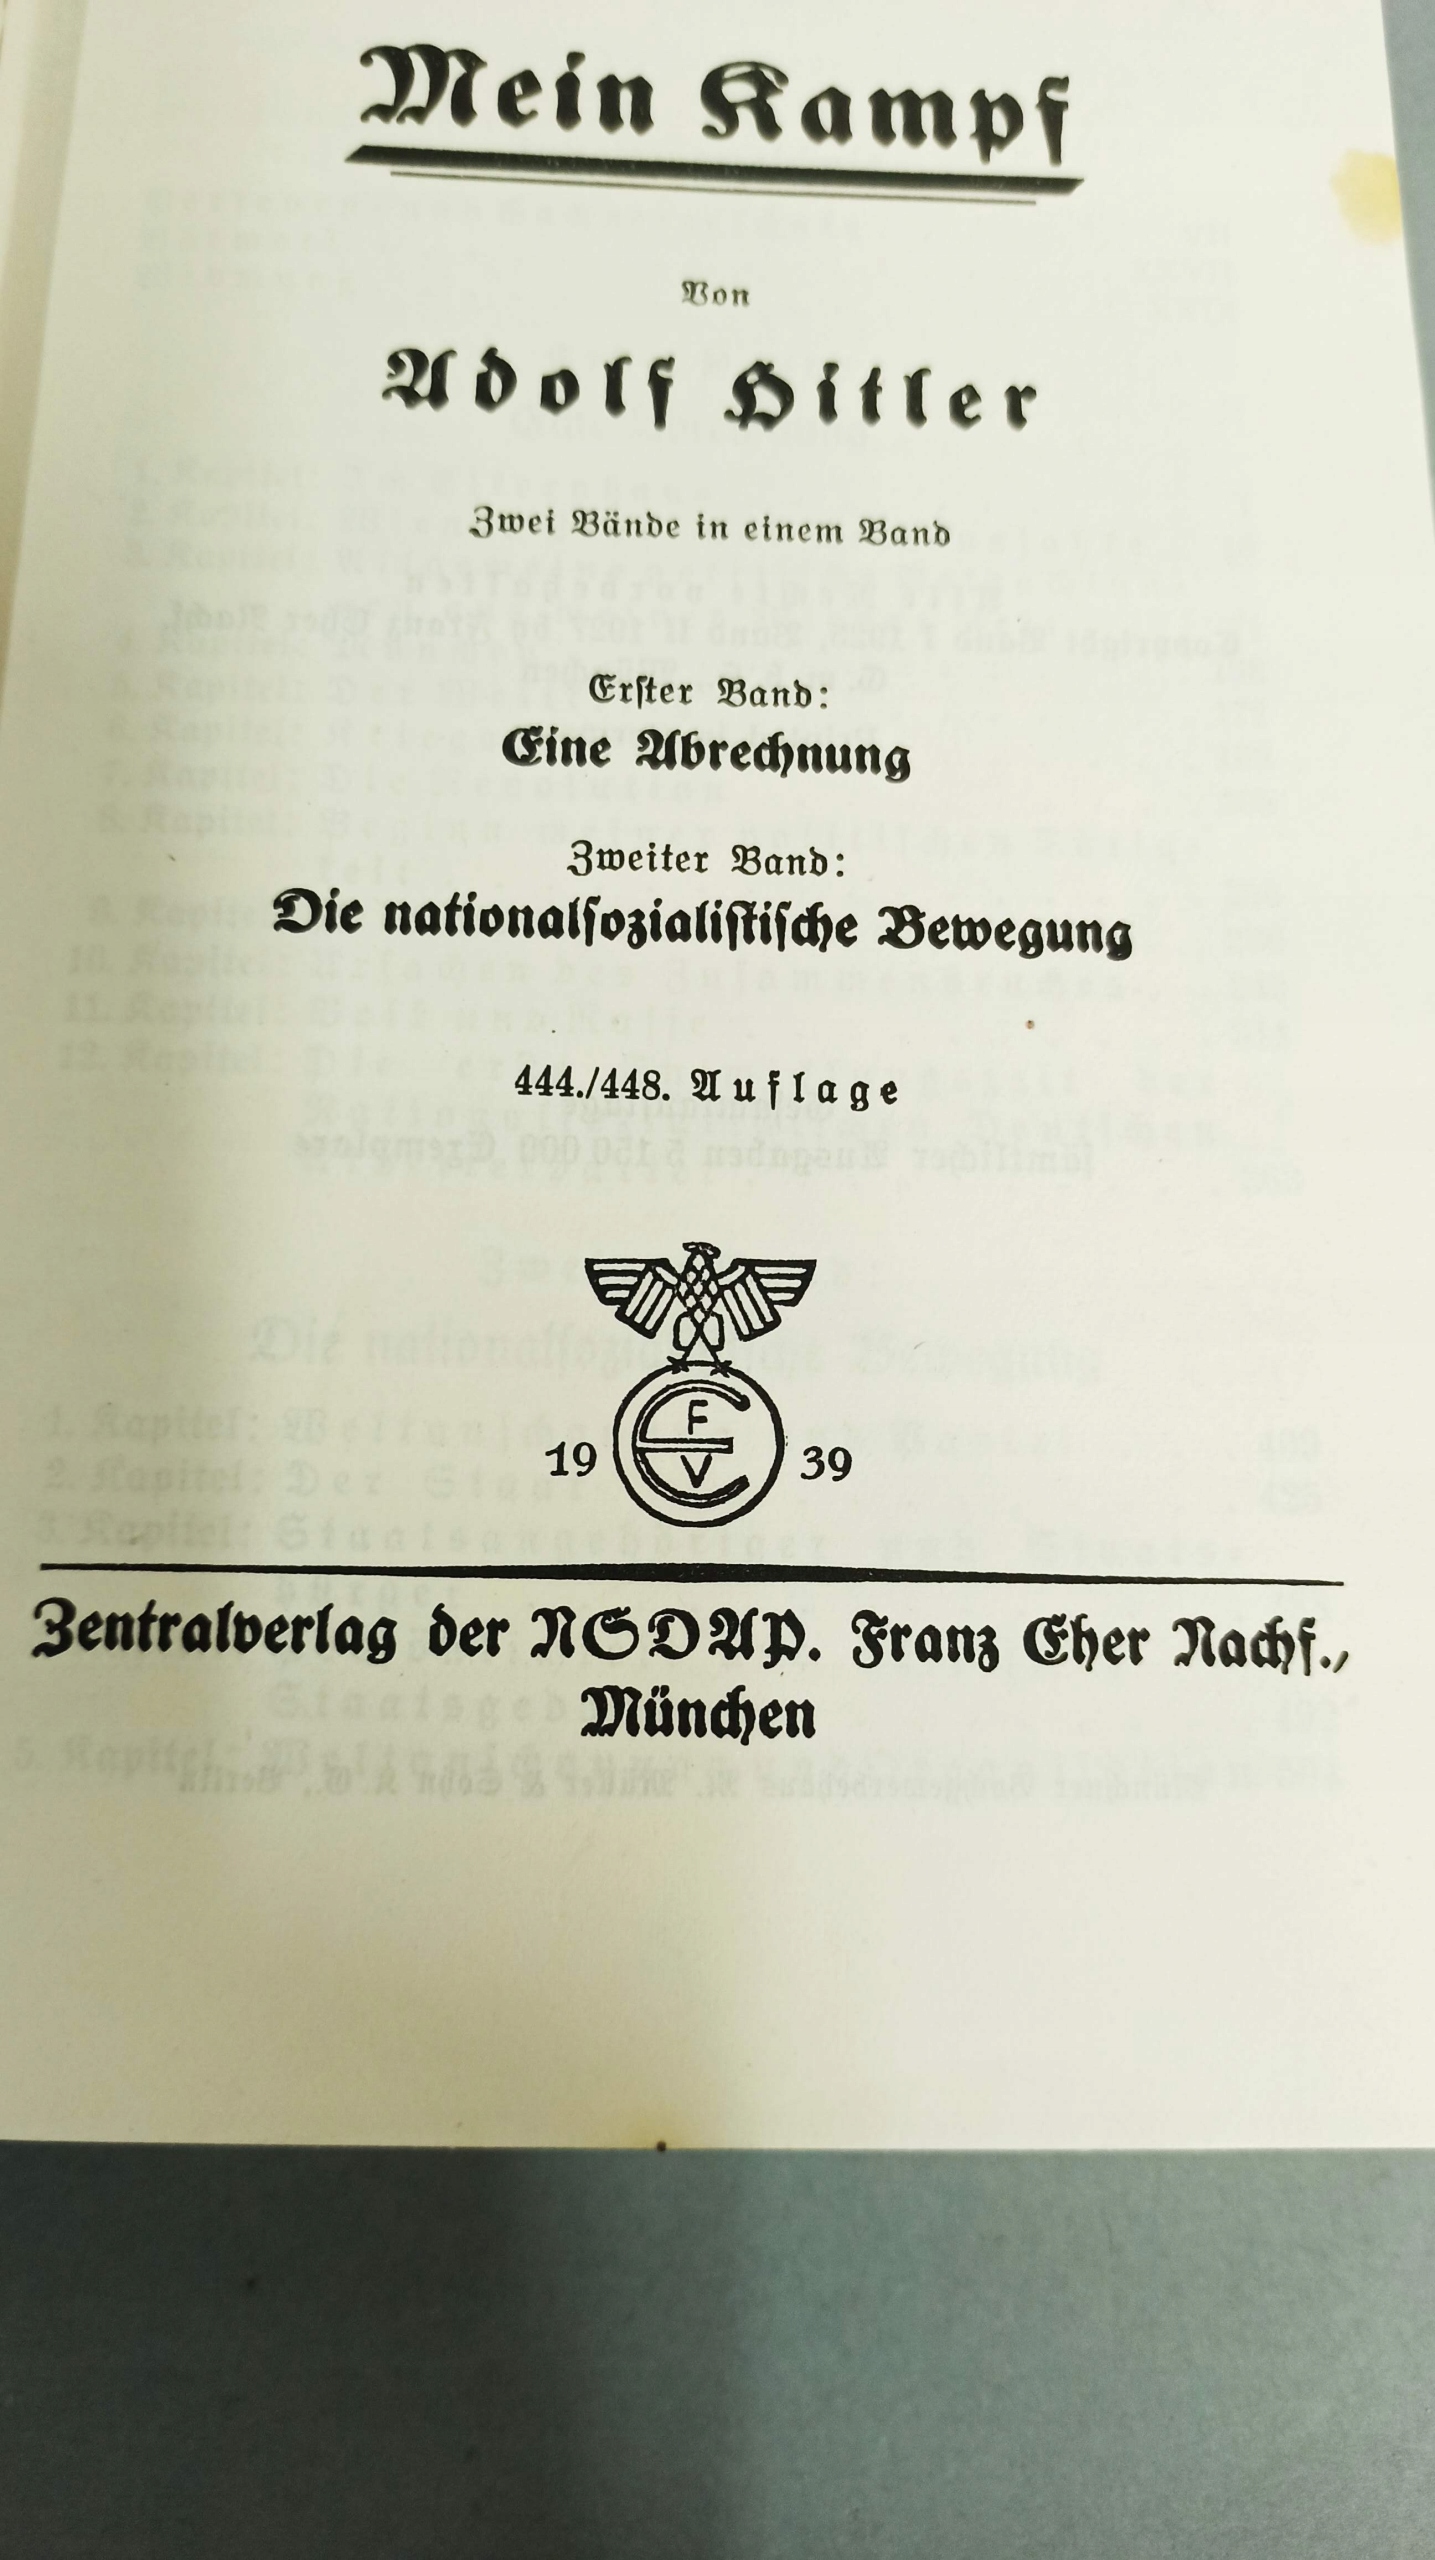 Mein Kampf
Von
Adolf Hitler
Zwei Bände in einem Band
Erſter Band:
Eine Abrechnung
Zweiter Band:
Die nationalſozialiſtiſche Bewegung
444./448. Auflage
F
E
V
19 39
Zentralverlag der NSDAP. Franz Eher Nachf.,
München